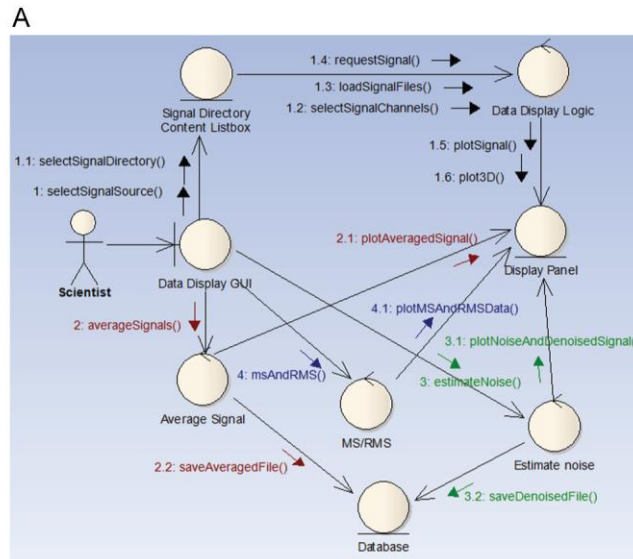 A
1.4: requestSignal()
1.3: loadSignalFiles()
1.2: selectSignalChannels()
Signal Directory
Content Listbox
Data Display Logic
1.5: plotSignal()
1.6: plot3D()
1.1: selectSignalDirectory()
1: selectSignalSource()
2.1: plotAveragedSignal()
Scientist
Data Display GUI
Display Panel
4.1: plotMSAndRMSData()
2: averageSignals()
3.1: plotNoiseAndDenoisedSignal(
4: msAndRMS()
3: estimateNoise()
Average Signal
MS/RMS
Estimate noise
2.2: saveAveragedFile()
3.2: saveDenoisedFile()
Database